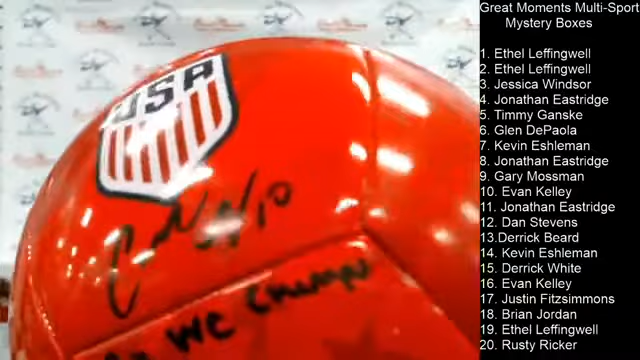 Great Moments Multi-Sport
Mystery Boxes
1. Ethel Leffingwell
2. Ethel Leffingwell
3. Jessica Windsor
4. Jonathan Eastridge
5. Timmy Ganske
6. Glen DePaola
7. Kevin Eshleman
8. Jonathan Eastridge
9. Gary Mossman
10. Evan Kelley
11. Jonathan Eastridge
12. Dan Stevens
13.Derrick Beard
14. Kevin Eshleman
15. Derrick White
16. Evan Kelley
17. Justin Fitzsimmons
18. Brian Jordan
19. Ethel Leffingwell
20. Rusty Ricker
USA
WC CHAMP